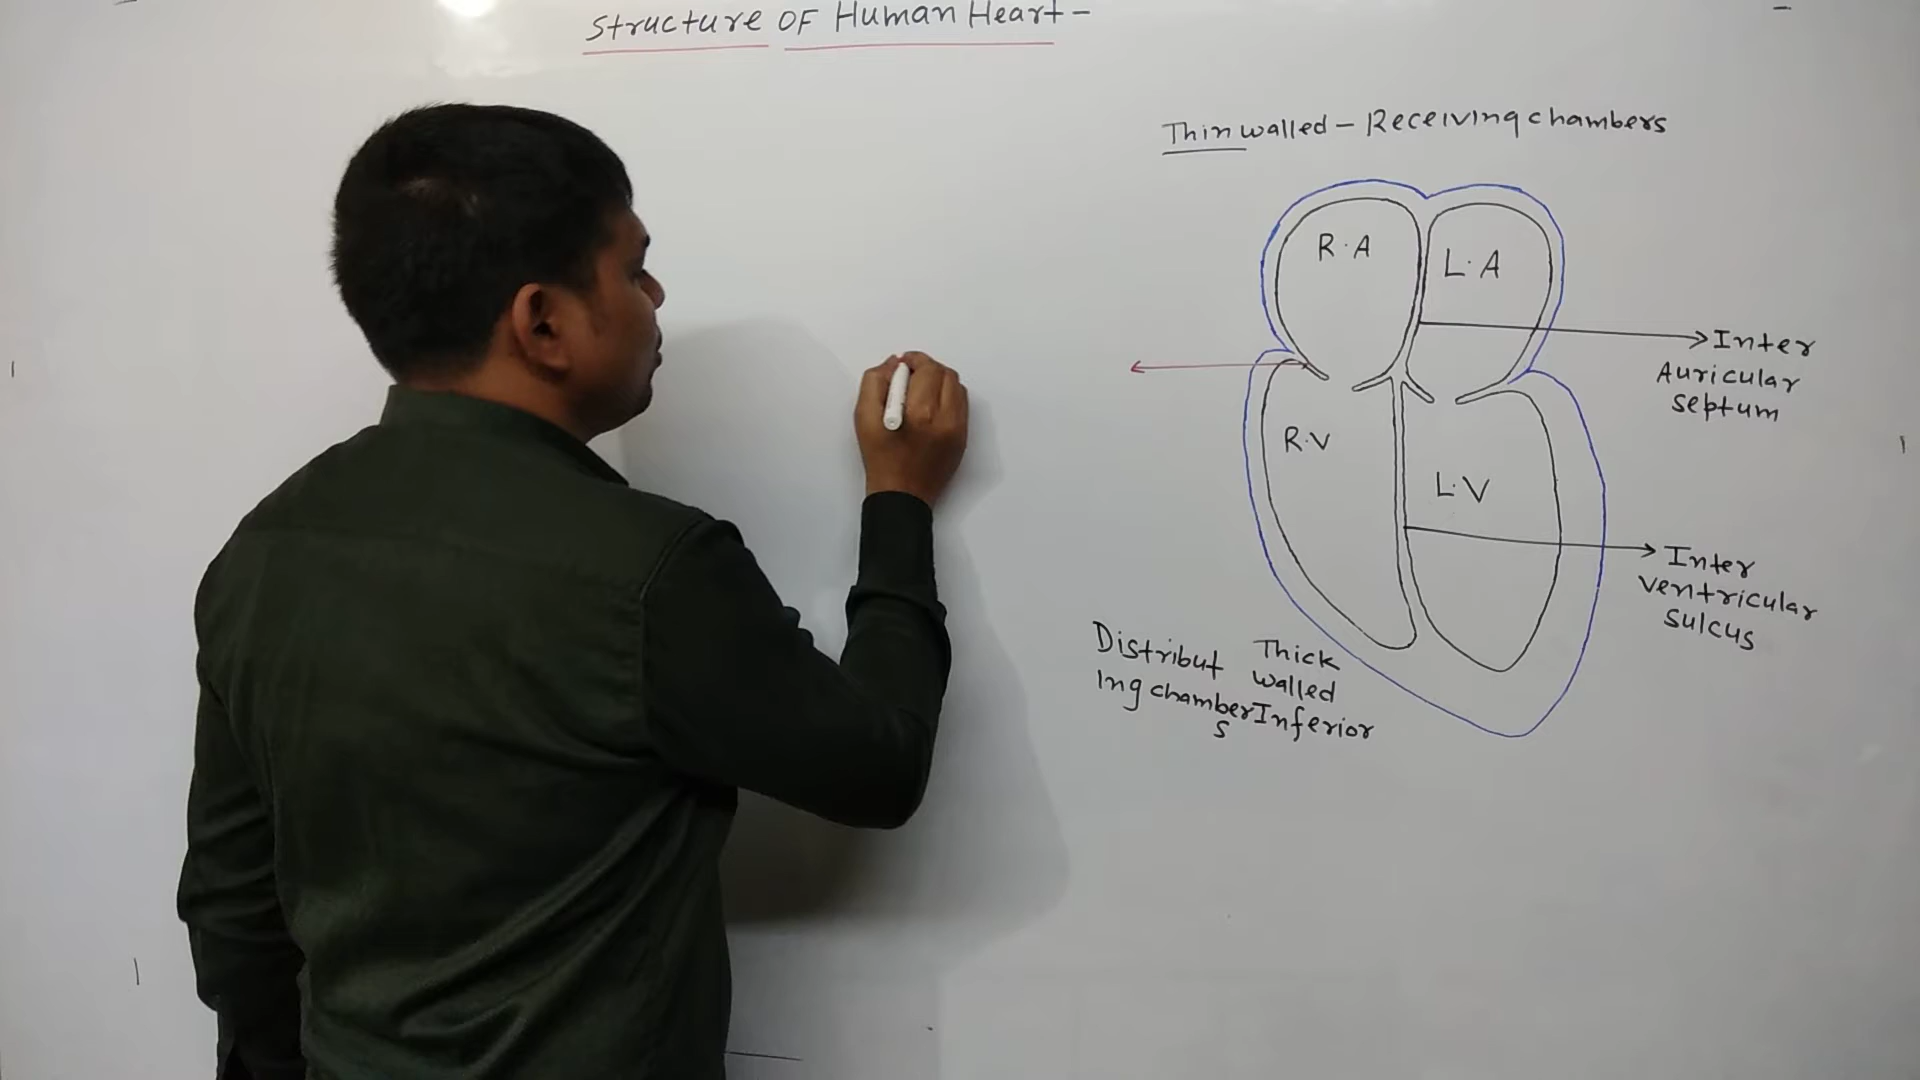 Structure OF Human Heart -
Thin walled - Receiving chambers
R.A
L.A
Inter
Auricular
septum
R.V
L.V
Inter
Ventricular
sulcus
Distribut
ing chamber
s
Thick
walled
Inferior